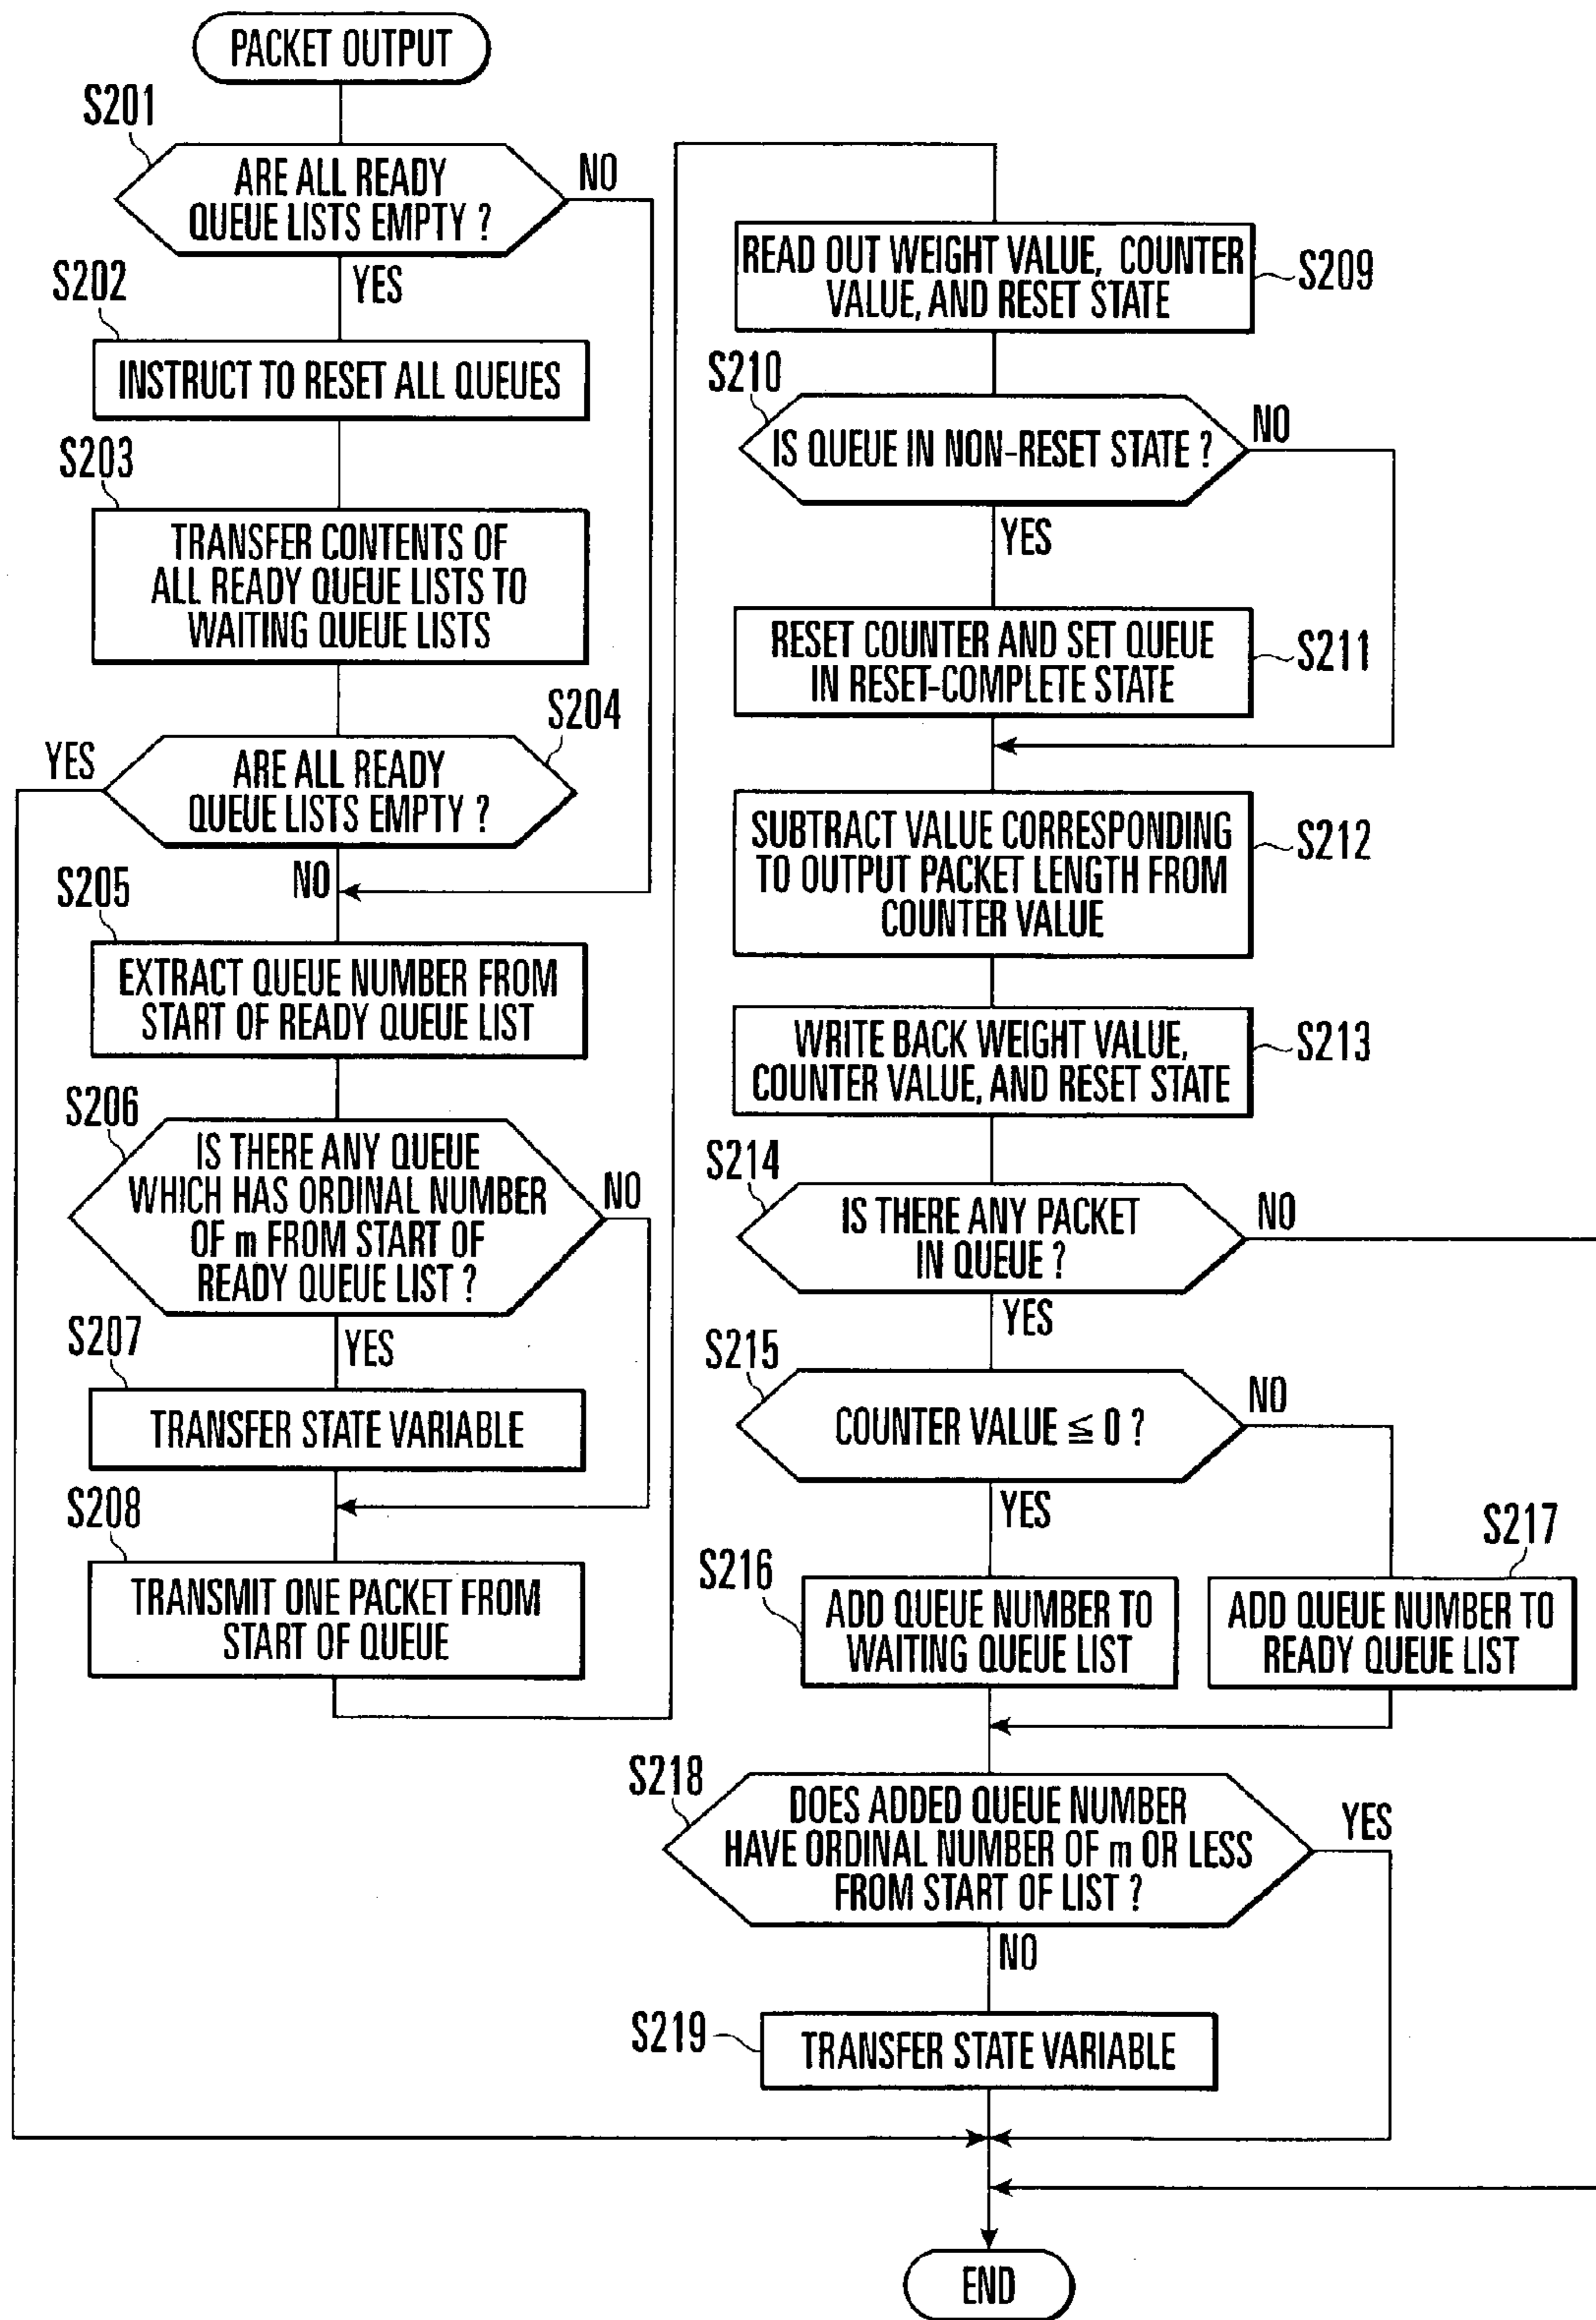 PACKET OUTPUT
S201
ARE ALL READY
QUEUE LISTS EMPTY ?
NO
YES
S202
INSTRUCT TO RESET ALL QUEUES
S203
TRANSFER CONTENTS OF
ALL READY QUEUE LISTS TO
WAITING QUEUE LISTS
S204
YES
ARE ALL READY
QUEUE LISTS EMPTY ?
NO
S205
EXTRACT QUEUE NUMBER FROM
START OF READY QUEUE LIST
S206
IS THERE ANY QUEUE
WHICH HAS ORDINAL NUMBER
OF m FROM START OF
READY QUEUE LIST ?
NO
YES
S207
TRANSFER STATE VARIABLE
S208
TRANSMIT ONE PACKET FROM
START OF QUEUE
READ OUT WEIGHT VALUE, COUNTER
VALUE, AND RESET STATE
S209
S210
IS QUEUE IN NON-RESET STATE ?
NO
YES
RESET COUNTER AND SET QUEUE
IN RESET-COMPLETE STATE
S211
SUBTRACT VALUE CORRESPONDING
TO OUTPUT PACKET LENGTH FROM
COUNTER VALUE
S212
WRITE BACK WEIGHT VALUE,
COUNTER VALUE, AND RESET STATE
S213
S214
IS THERE ANY PACKET
IN QUEUE ?
NO
YES
S215
COUNTER VALUE ≦ 0 ?
NO
YES
S216
ADD QUEUE NUMBER TO
WAITING QUEUE LIST
S217
ADD QUEUE NUMBER TO
READY QUEUE LIST
S218
DOES ADDED QUEUE NUMBER
HAVE ORDINAL NUMBER OF m OR LESS
FROM START OF LIST ?
YES
NO
S219
TRANSFER STATE VARIABLE
END